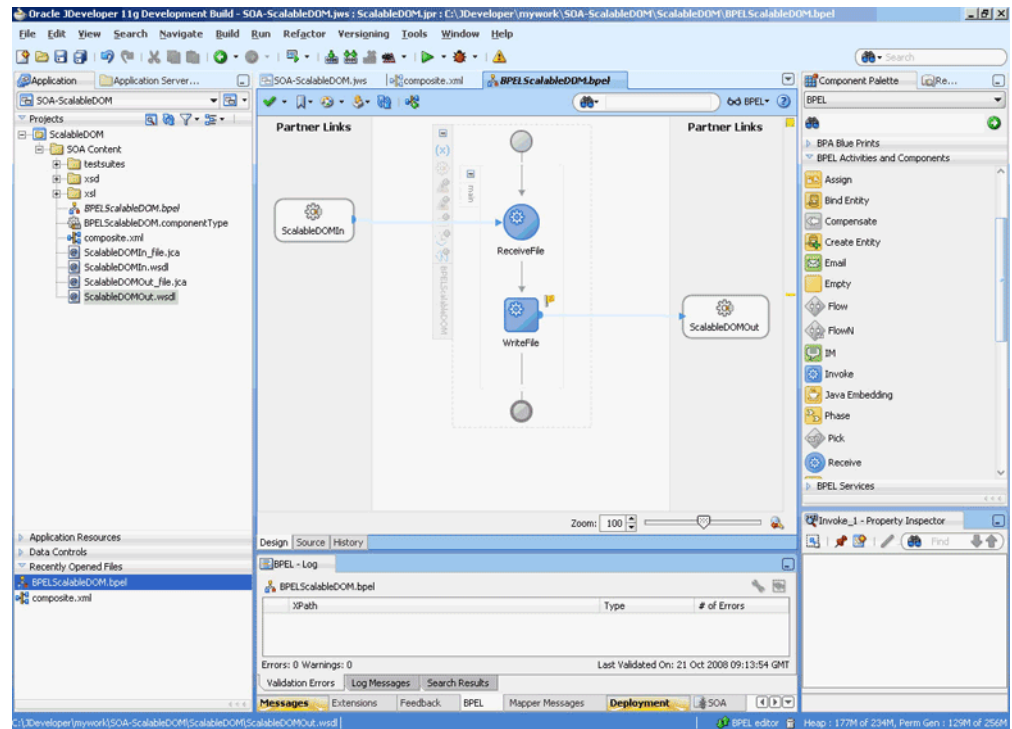 Oracle JDeveloper 11g Development Build - SOA-ScalableDOM.jws : ScalableDOM.jpr : C:\JDeveloper\mywork\SOA-ScalableDOM\ScalableDOM\BPELScalableDOM.bpel
File Edit View Search Navigate Build Run Refactor Versioning Tools Window Help
Search
Application
Application Server...
SOA-ScalableDOM
Projects
ScalableDOM
SOA Content
testsuites
xsd
xsl
BPELScalableDOM.bpel
BPELScalableDOM.componentType
composite.xml
ScalableDOMIn_file.jca
ScalableDOMIn.wsdl
ScalableDOMOut_file.jca
ScalableDOMOut.wsdl
Application Resources
Data Controls
Recently Opened Files
BPELScalableDOM.bpel
composite.xml
SOA-ScalableDOM.jws
composite.xml
BPELScalableDOM.bpel
BPEL
Partner Links
Partner Links
(x)
main
BPELScalableDOM
ScalableDOMIn
ReceiveFile
WriteFile
ScalableDOMOut
Zoom: 100
Design Source History
BPEL - Log
BPELScalableDOM.bpel
XPath Type # of Errors
Errors: 0 Warnings: 0
Last Validated On: 21 Oct 2008 09:13:54 GMT
Validation Errors Log Messages Search Results
Messages Extensions Feedback BPEL Mapper Messages Deployment SOA
Component Palette
Re...
BPEL
BPA Blue Prints
BPEL Activities and Components
Assign
Bind Entity
Compensate
Create Entity
Email
Empty
Flow
FlowN
IM
Invoke
Java Embedding
Phase
Pick
Receive
BPEL Services
Invoke_1 - Property Inspector
Find
C:\JDeveloper\mywork\SOA-ScalableDOM\ScalableDOM\ScalableDOMOut.wsdl
BPEL editor
Heap : 177M of 234M, Perm Gen : 129M of 256M